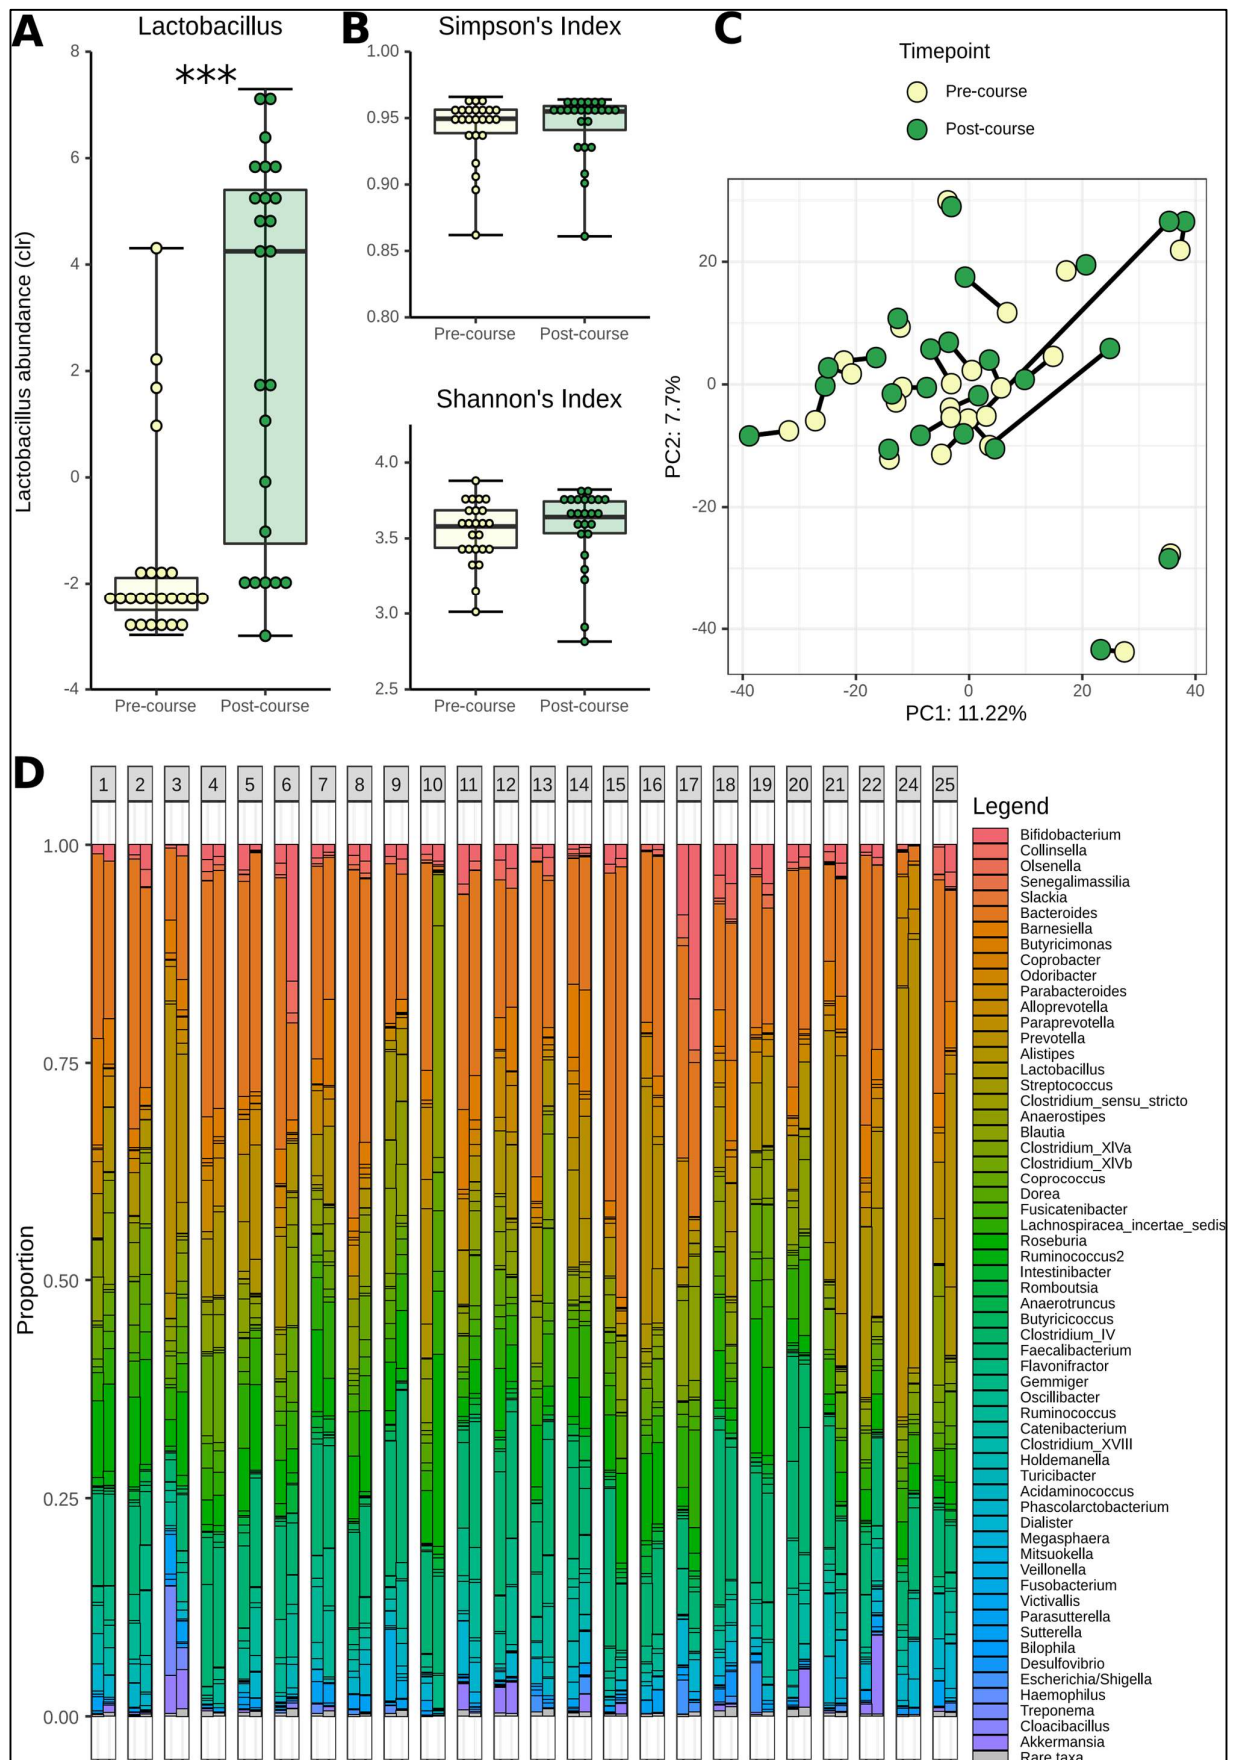 A
Lactobacillus
Lactobacillus abundance (clr)
8
6
4
2
0
-2
-4
***
Pre-course
Post-course
B
Simpson's Index
1.00
0.95
0.90
0.85
0.80
Pre-course
Post-course
Shannon's Index
4.0
3.5
3.0
2.5
Pre-course
Post-course
C
Timepoint
Pre-course
Post-course
PC2: 7.7%
20
0
-20
-40
-40
-20
0
20
40
PC1: 11.22%
D
1 2 3 4 5 6 7 8 9 10 11 12 13 14 15 16 17 18 19 20 21 22 24 25
Proportion
1.00
0.75
0.50
0.25
0.00
Legend
Bifidobacterium
Collinsella
Olsenella
Senegalimassilia
Slackia
Bacteroides
Barnesiella
Butyricimonas
Coprobacter
Odoribacter
Parabacteroides
Alloprevotella
Paraprevotella
Prevotella
Alistipes
Lactobacillus
Streptococcus
Clostridium_sensu_stricto
Anaerostipes
Blautia
Clostridium_XlVa
Clostridium_XlVb
Coprococcus
Dorea
Fusicatenibacter
Lachnospiracea_incertae_sedis
Roseburia
Ruminococcus2
Intestinibacter
Romboutsia
Anaerotruncus
Butyricicoccus
Clostridium_IV
Faecalibacterium
Flavonifractor
Gemmiger
Oscillibacter
Ruminococcus
Catenibacterium
Clostridium_XVIII
Holdemanella
Turicibacter
Acidaminococcus
Phascolarctobacterium
Dialister
Megasphaera
Mitsuokella
Veillonella
Fusobacterium
Victivallis
Parasutterella
Sutterella
Bilophila
Desulfovibrio
Escherichia/Shigella
Haemophilus
Treponema
Cloacibacillus
Akkermansia
Rare taxa